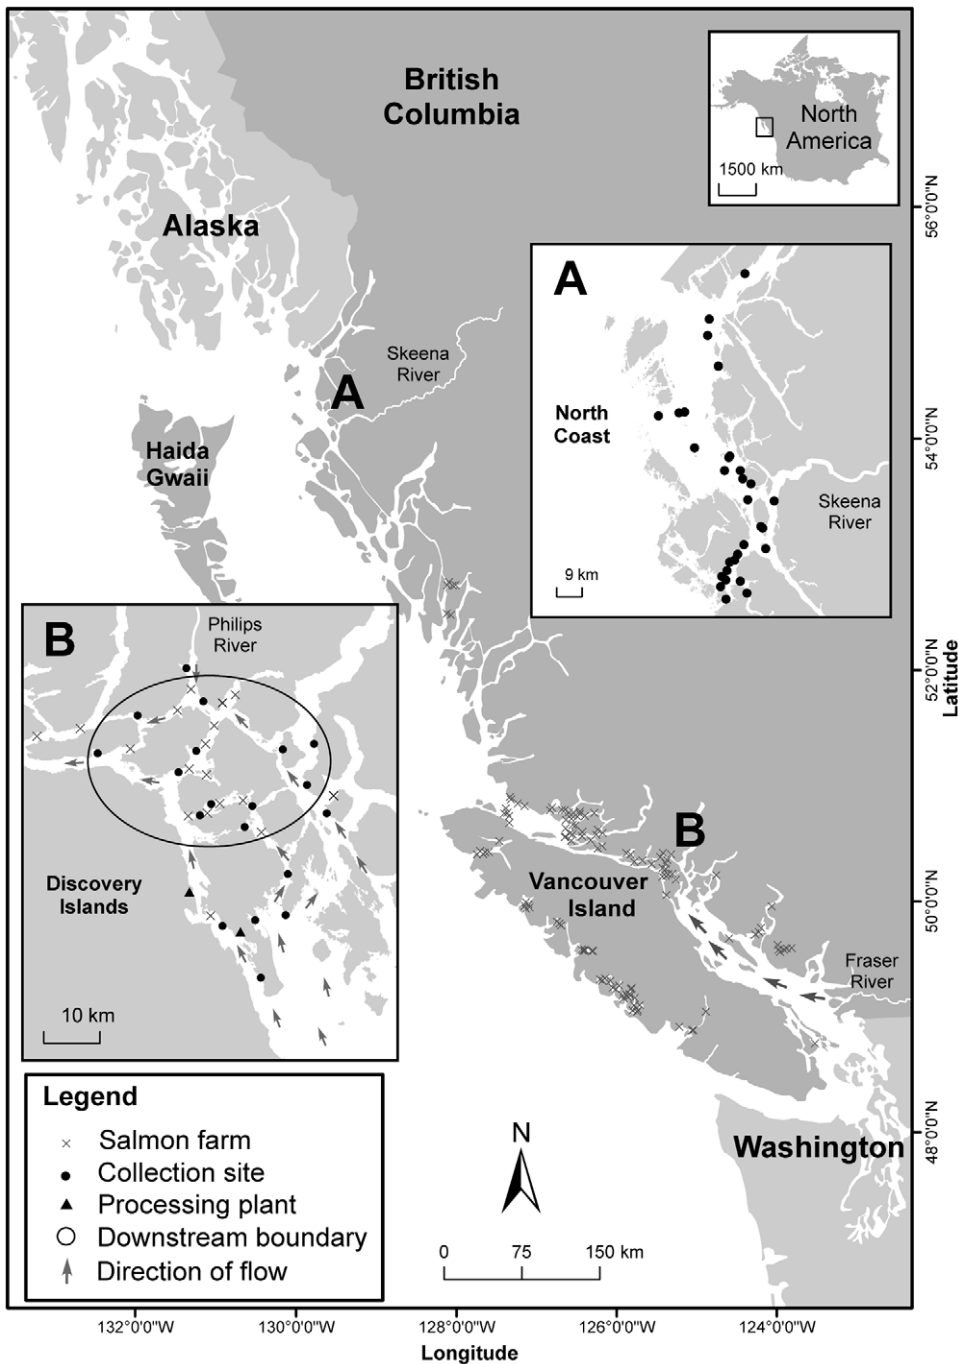 British
Columbia
North
America
1500 km
Alaska
56°0'0"N
A
A
Skeena
River
North
Coast
54°0'0"N
Haida
Gwaii
Skeena
River
9 km
B
Philips
River
52°0'0"N
Latitude
B
Discovery
Islands
Vancouver
Island
50°0'0"N
Fraser
River
10 km
Legend
Salmon farm
Collection site
Processing plant
Downstream boundary
Direction of flow
N
0 75 150 km
Washington
48°0'0"N
132°0'0"W 130°0'0"W 128°0'0"W 126°0'0"W 124°0'0"W
Longitude